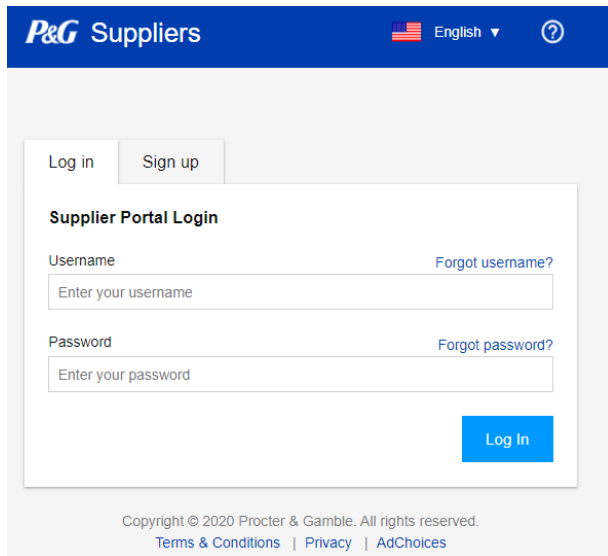 P&G Suppliers English ▼ ?
Log in Sign up
Supplier Portal Login
Username Forgot username?
Enter your username
Password Forgot password?
Enter your password
Log In
Copyright © 2020 Procter & Gamble. All rights reserved.
Terms & Conditions | Privacy | AdChoices